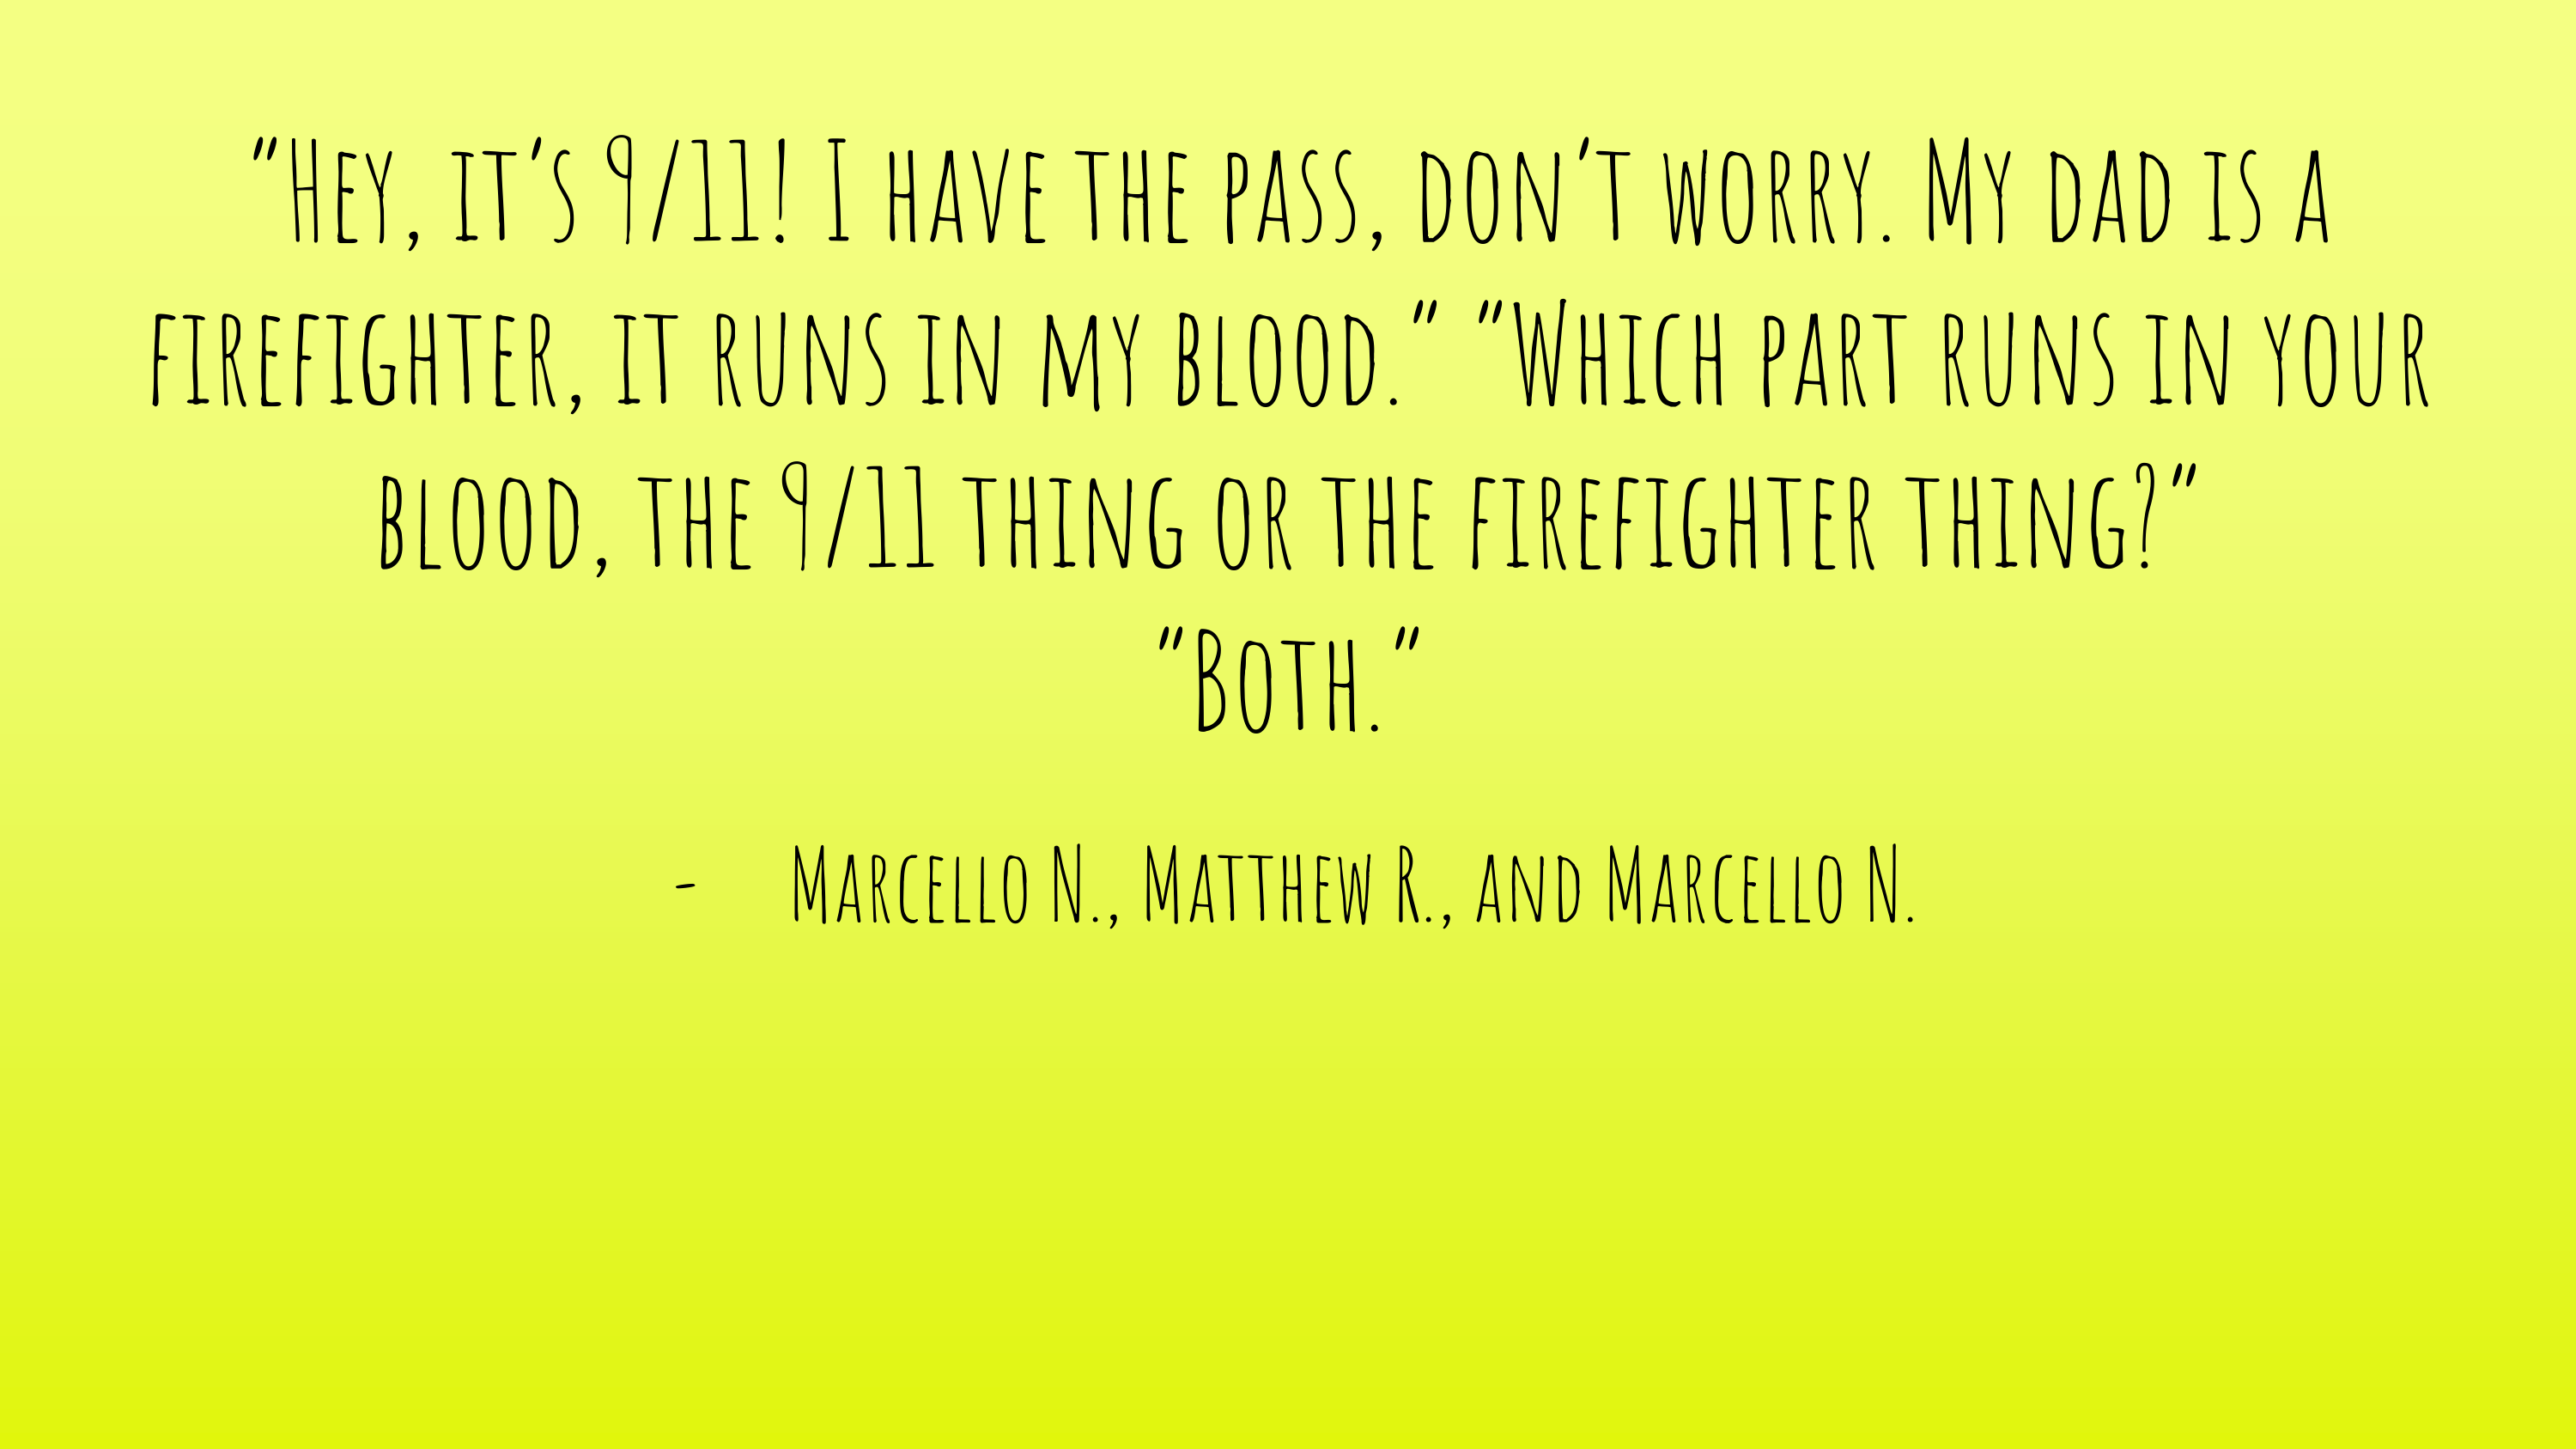 "Hey, it's 9/11! I have the pass, don't worry. My dad is a
firefighter, it runs in my blood." "Which part runs in your
blood, the 9/11 thing or the firefighter thing?"
"Both."
- Marcello N., Matthew R., and Marcello N.